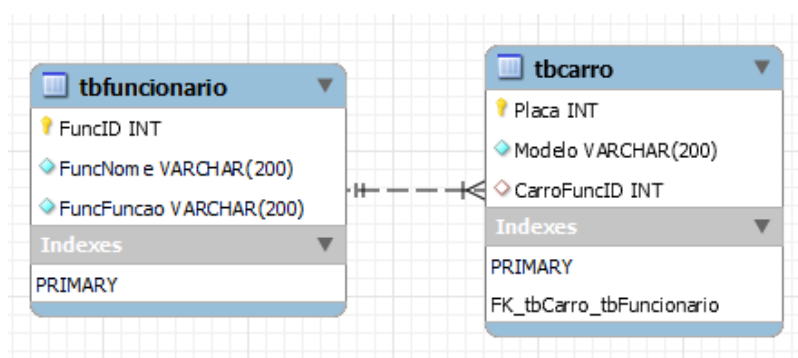 tbfuncionario
FuncID INT
FuncNome VARCHAR(200)
FuncFuncao VARCHAR(200)
Indexes
PRIMARY
tbcarro
Placa INT
Modelo VARCHAR(200)
CarroFuncID INT
Indexes
PRIMARY
FK_tbCarro_tbFuncionario